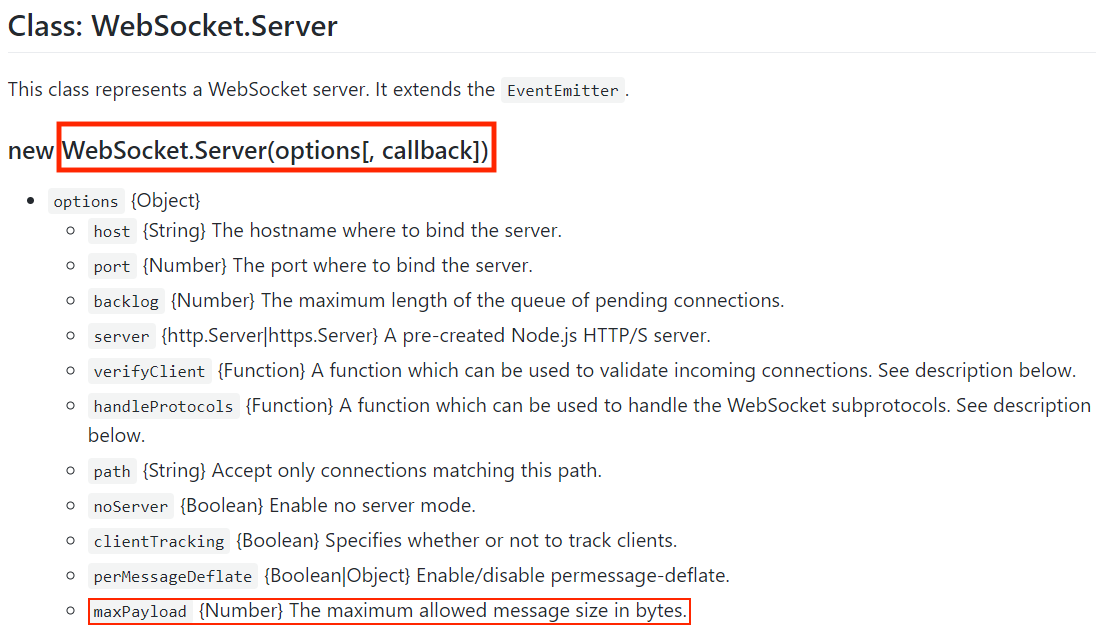 Class: WebSocket.Server
This class represents a WebSocket server. It extends the EventEmitter.
new WebSocket.Server(options[, callback])
options {Object}
host {String} The hostname where to bind the server.
port {Number} The port where to bind the server.
backlog {Number} The maximum length of the queue of pending connections.
server {http.Server|https.Server} A pre-created Node.js HTTP/S server.
verifyClient {Function} A function which can be used to validate incoming connections. See description below.
handleProtocols {Function} A function which can be used to handle the WebSocket subprotocols. See description
below.
path {String} Accept only connections matching this path.
noServer {Boolean} Enable no server mode.
clientTracking {Boolean} Specifies whether or not to track clients.
perMessageDeflate {Boolean|Object} Enable/disable permessage-deflate.
maxPayload {Number} The maximum allowed message size in bytes.